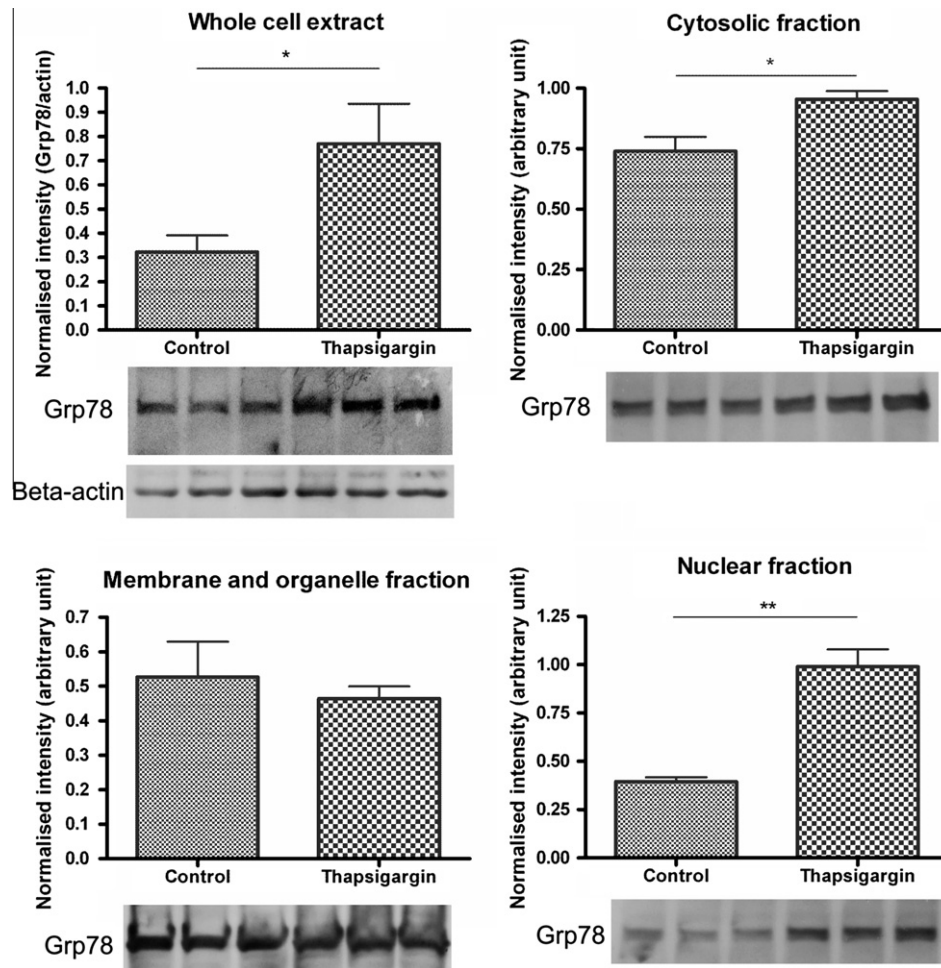 Whole cell extract
*
Normalised intensity (Grp78/actin)
1.0
0.9
0.8
0.7
0.6
0.5
0.4
0.3
0.2
0.1
0.0
Control Thapsigargin
Grp78
Beta-actin
Cytosolic fraction
*
Normalised intensity (arbitrary unit)
1.00
0.75
0.50
0.25
0.00
Control Thapsigargin
Grp78
Membrane and organelle fraction
Normalised intensity (arbitrary unit)
0.7
0.6
0.5
0.4
0.3
0.2
0.1
0.0
Control Thapsigargin
Grp78
Nuclear fraction
**
Normalised intensity (arbitrary unit)
1.25
1.00
0.75
0.50
0.25
0.00
Control Thapsigargin
Grp78